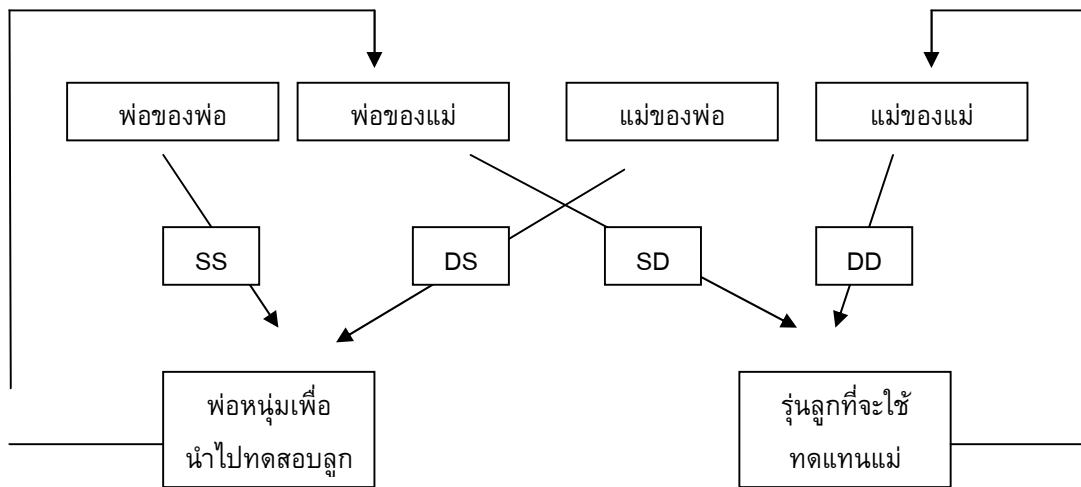 พ่อของพ่อ
พ่อของแม่
แม่ของพ่อ
แม่ของแม่
SS
DS
SD
DD
พ่อหนุ่มเพื่อ
นำไปทดสอบลูก
รุ่นลูกที่จะใช้
ทดแทนแม่